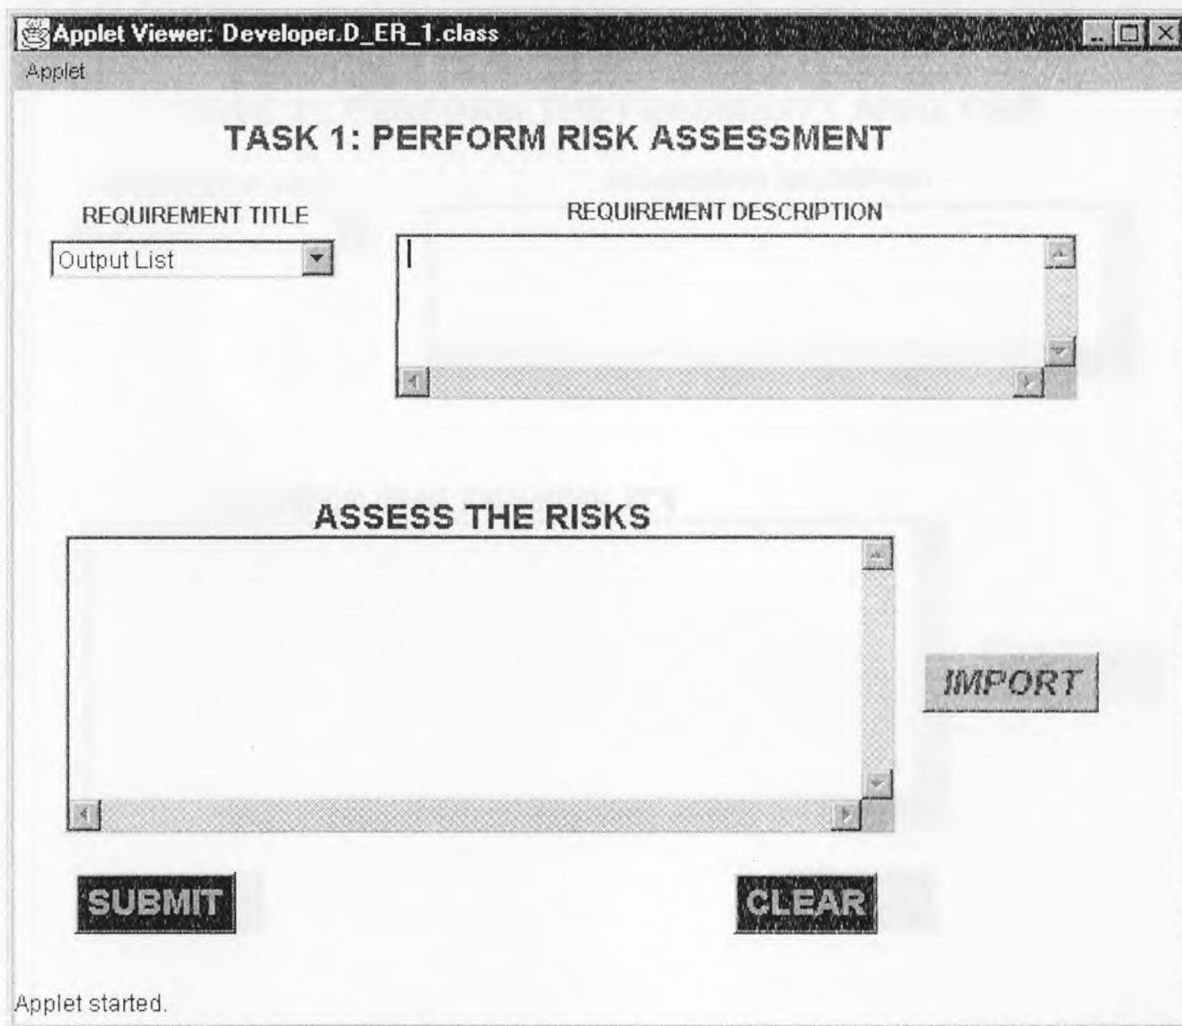 Applet Viewer: Developer.D_ER_1.class
Applet
TASK 1: PERFORM RISK ASSESSMENT
REQUIREMENT TITLE
REQUIREMENT DESCRIPTION
Output List
ASSESS THE RISKS
IMPORT
SUBMIT
CLEAR
Applet started.